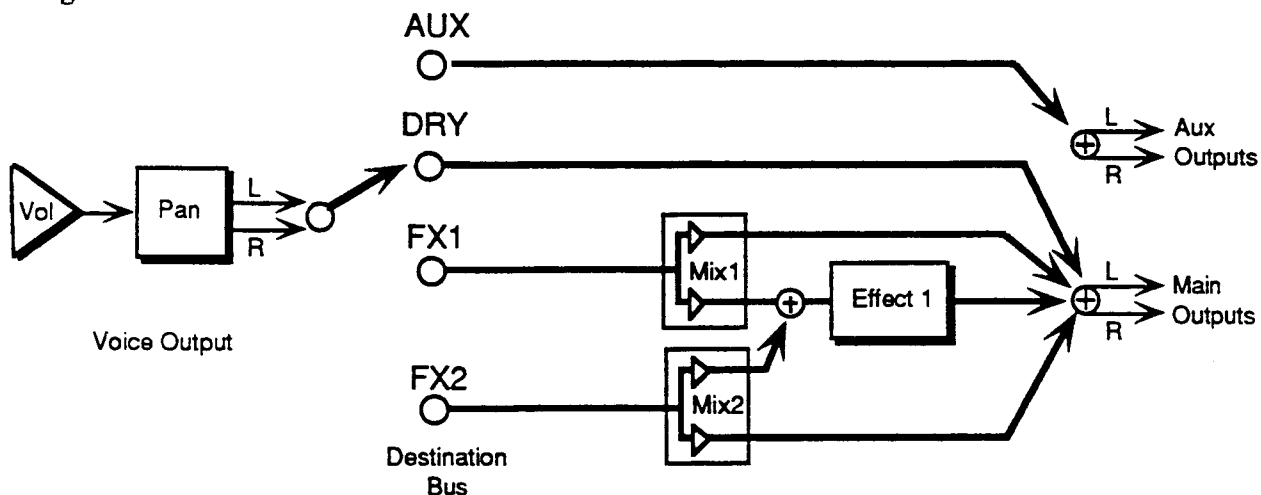 AUX
DRY
L
Aux
Outputs
R
Vol
Pan
L
R
FX1
Mix1
Effect 1
L
Main
Outputs
R
Voice Output
FX2
Mix2
Destination
Bus